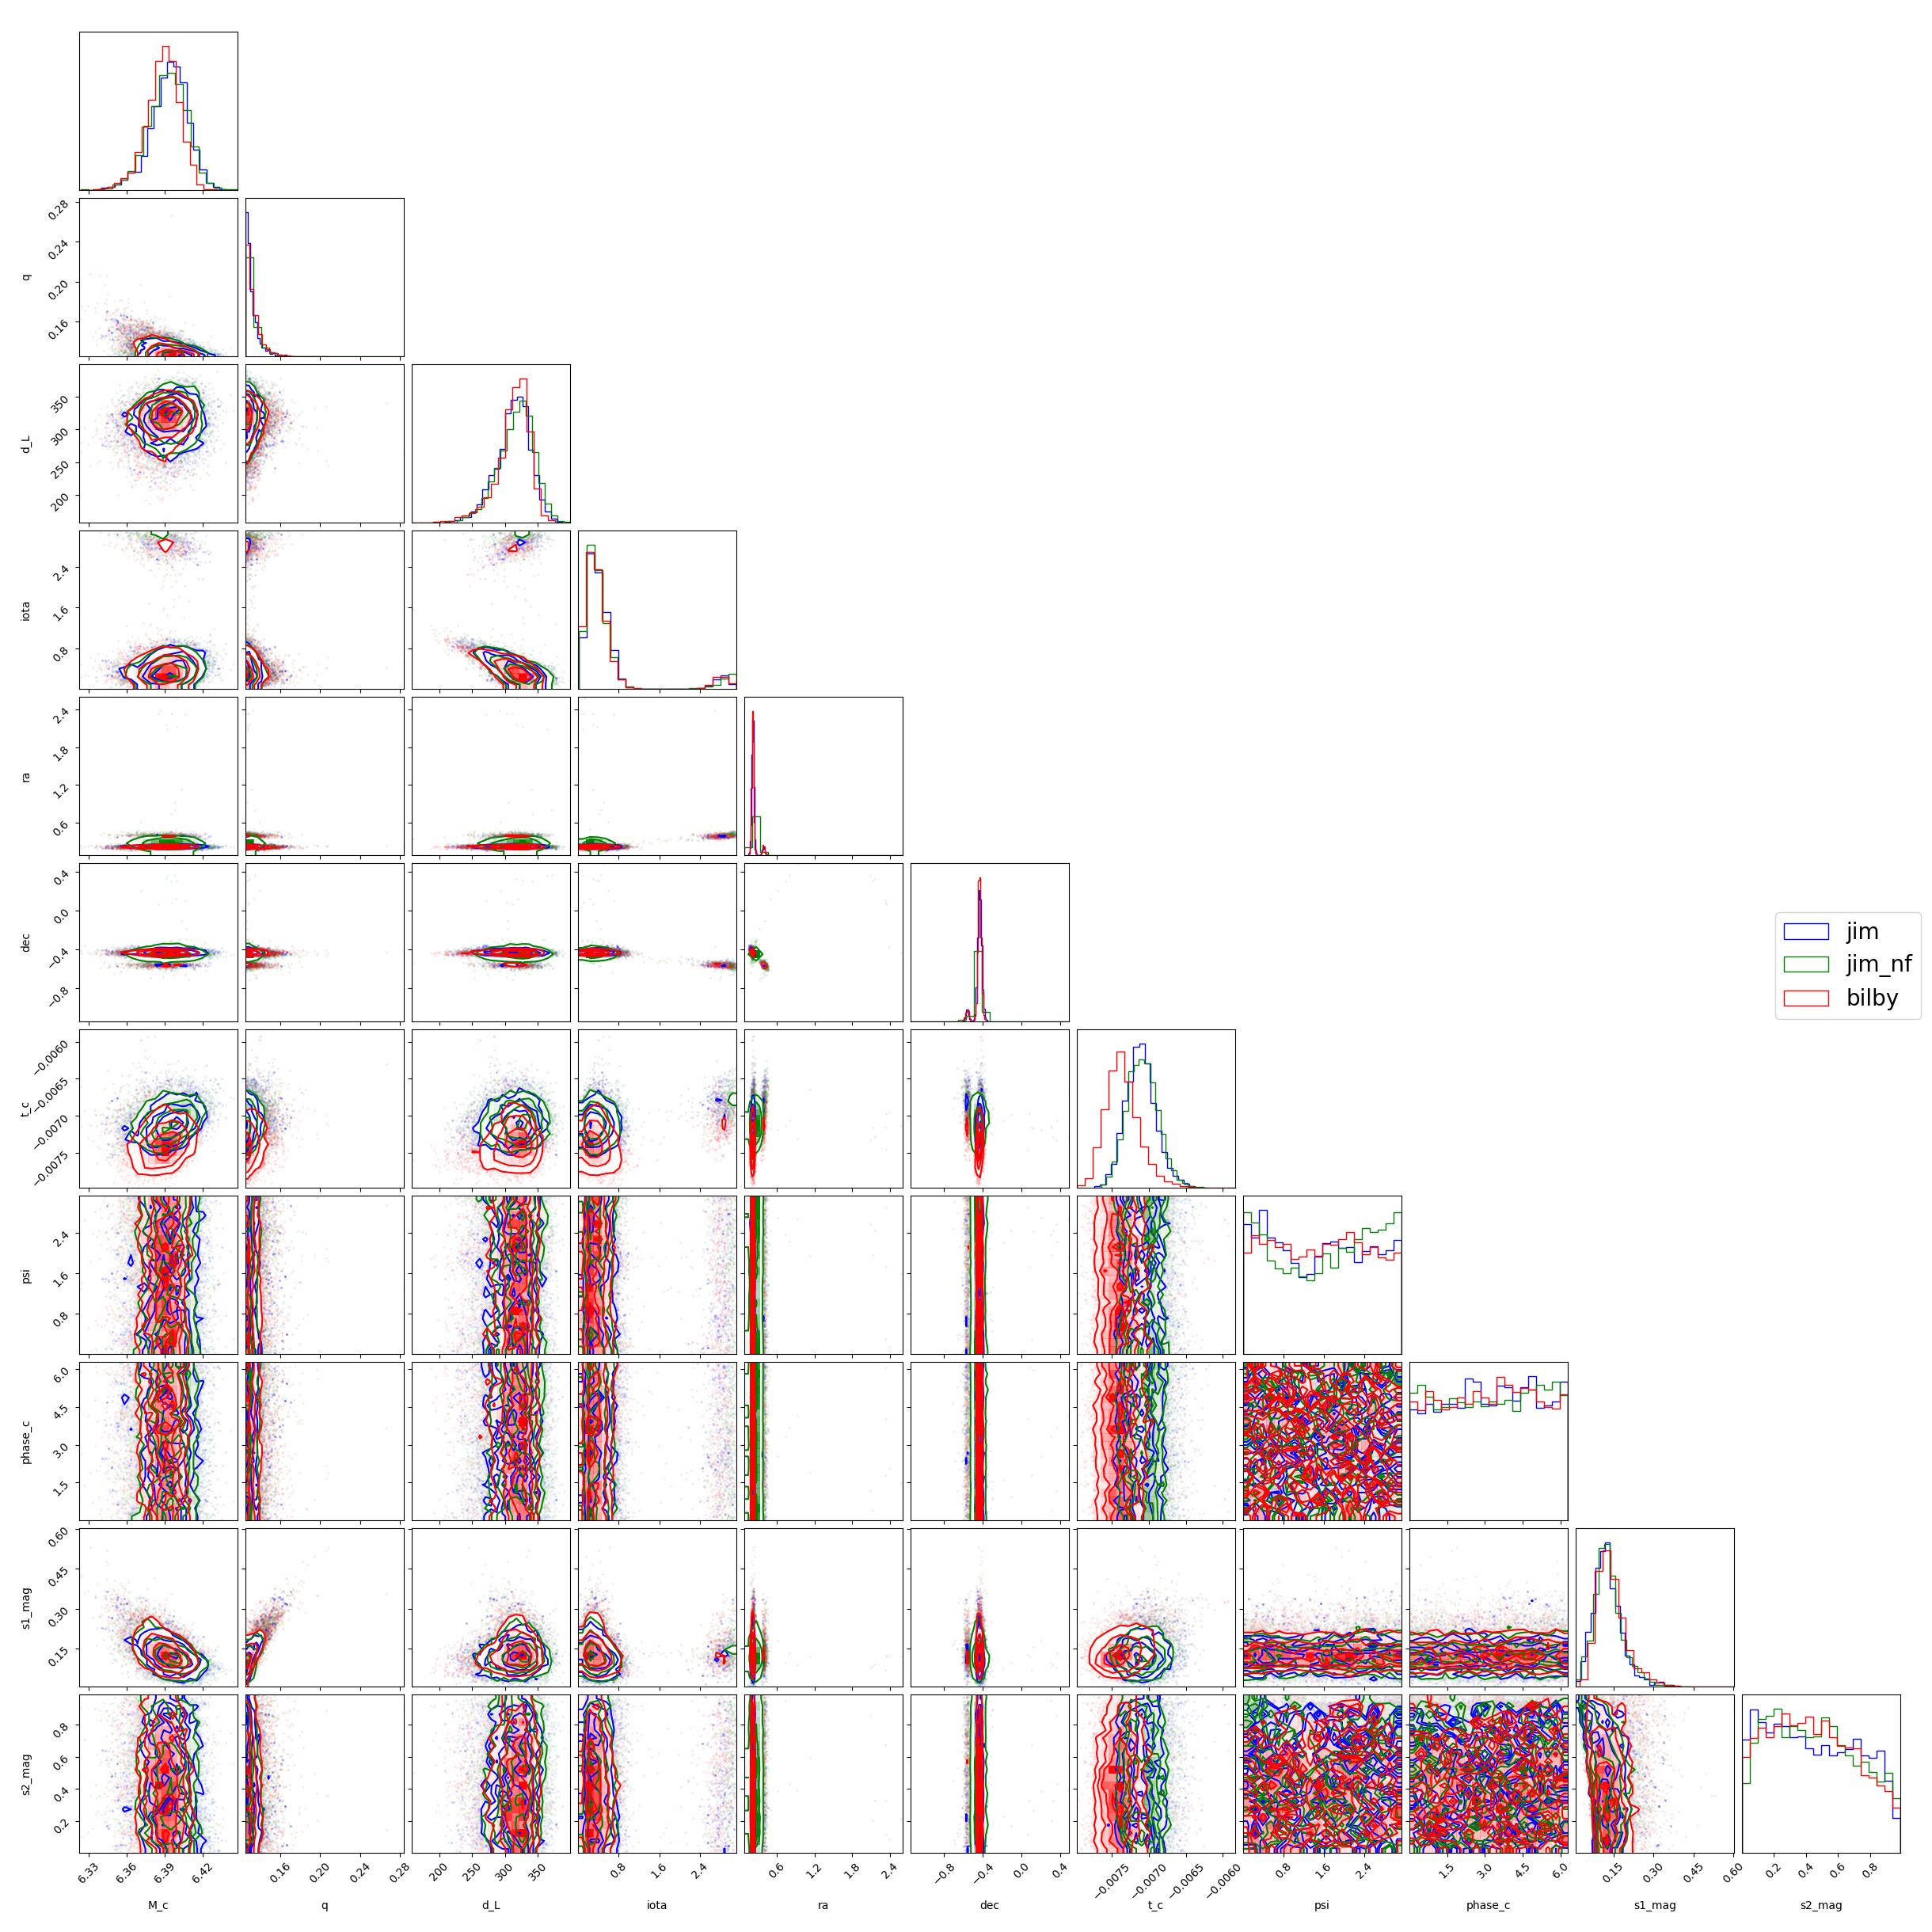 0.28
0.24
0.20
0.16
q
350
300
250
200
d_L
2.4
1.6
0.8
iota
2.4
1.8
1.2
0.6
ra
0.4
0.0
−0.4
−0.8
dec
jim
jim_nf
bilby
−0.0060
−0.0065
−0.0070
−0.0075
t_c
2.4
1.6
0.8
psi
6.0
4.5
3.0
1.5
phase_c
0.60
0.45
0.30
0.15
s1_mag
0.8
0.6
0.4
0.2
s2_mag
6.33 6.36 6.39 6.42 0.16 0.20 0.24 0.28 200 250 300 350 0.8 1.6 2.4 0.6 1.2 1.8 2.4 −0.8 −0.4 0.0 0.4 −0.0075 −0.0070 −0.0065 −0.0060 0.8 1.6 2.4 1.5 3.0 4.5 6.0 0.15 0.30 0.45 0.60 0.2 0.4 0.6 0.8
M_c q d_L iota ra dec t_c psi phase_c s1_mag s2_mag